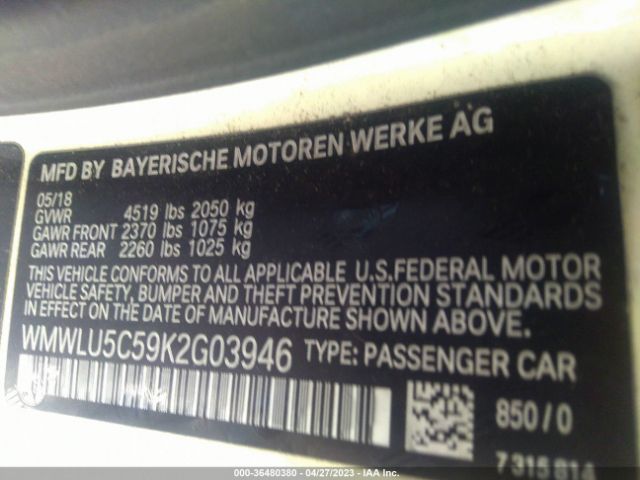 MFD BY BAYERISCHE MOTOREN WERKE AG
05/18
GVWR 4519 lbs 2050 kg
GAWR FRONT 2370 lbs 1075 kg
GAWR REAR 2260 lbs 1025 kg
THIS VEHICLE CONFORMS TO ALL APPLICABLE U.S.FEDERAL MOTOR
VEHICLE SAFETY, BUMPER AND THEFT PREVENTION STANDARDS
IN EFFECT ON THE DATE OF MANUFACTURE SHOWN ABOVE.
WMWLU5C59K2G03946 TYPE: PASSENGER CAR
850/0
7315814
000-36480380 - 04/27/2023 - IAA Inc.